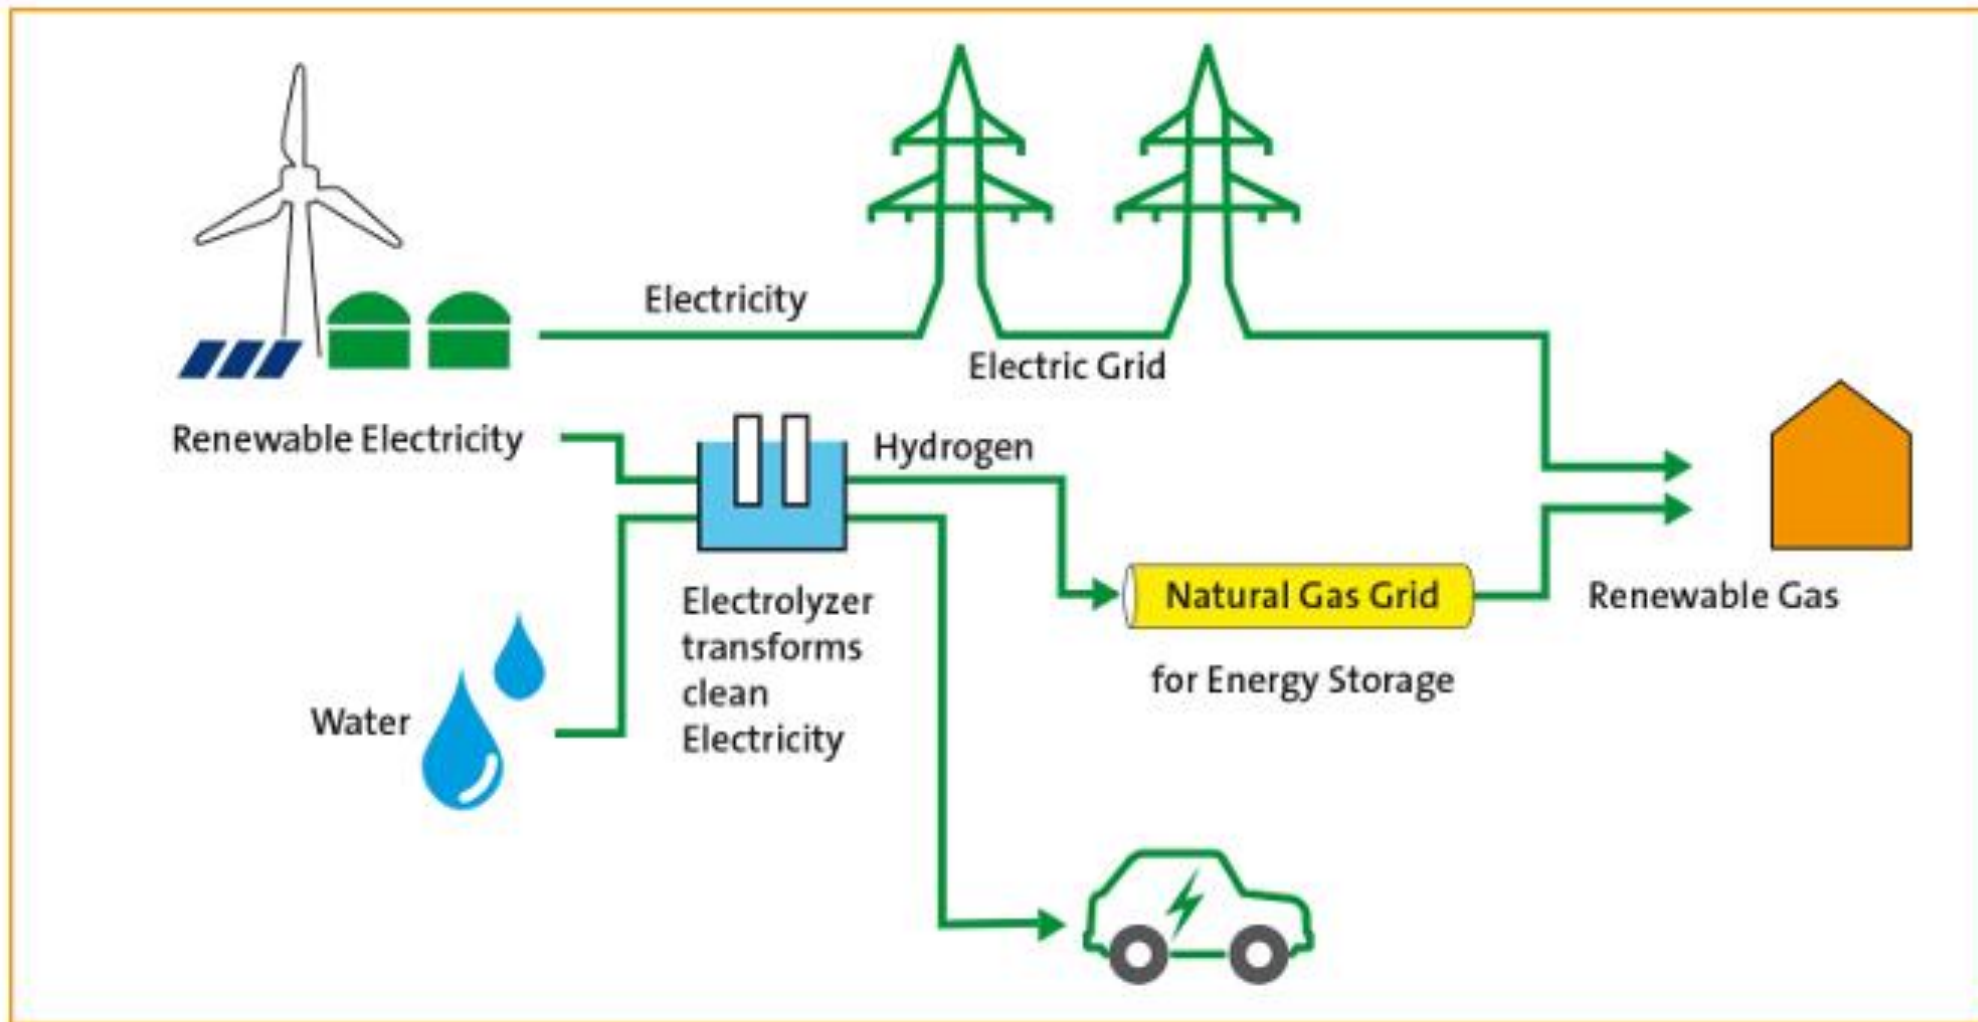 Electricity
Electric Grid
Renewable Electricity
Hydrogen
Electrolyzer
transforms
clean
Electricity
Natural Gas Grid
for Energy Storage
Renewable Gas
Water